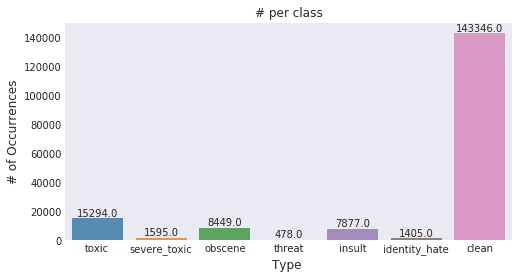 # per class
# of Occurrences
140000
120000
100000
80000
60000
40000
20000
0
15294.0
1595.0
8449.0
478.0
7877.0
1405.0
143346.0
toxic
severe_toxic
obscene
threat
insult
identity_hate
clean
Type